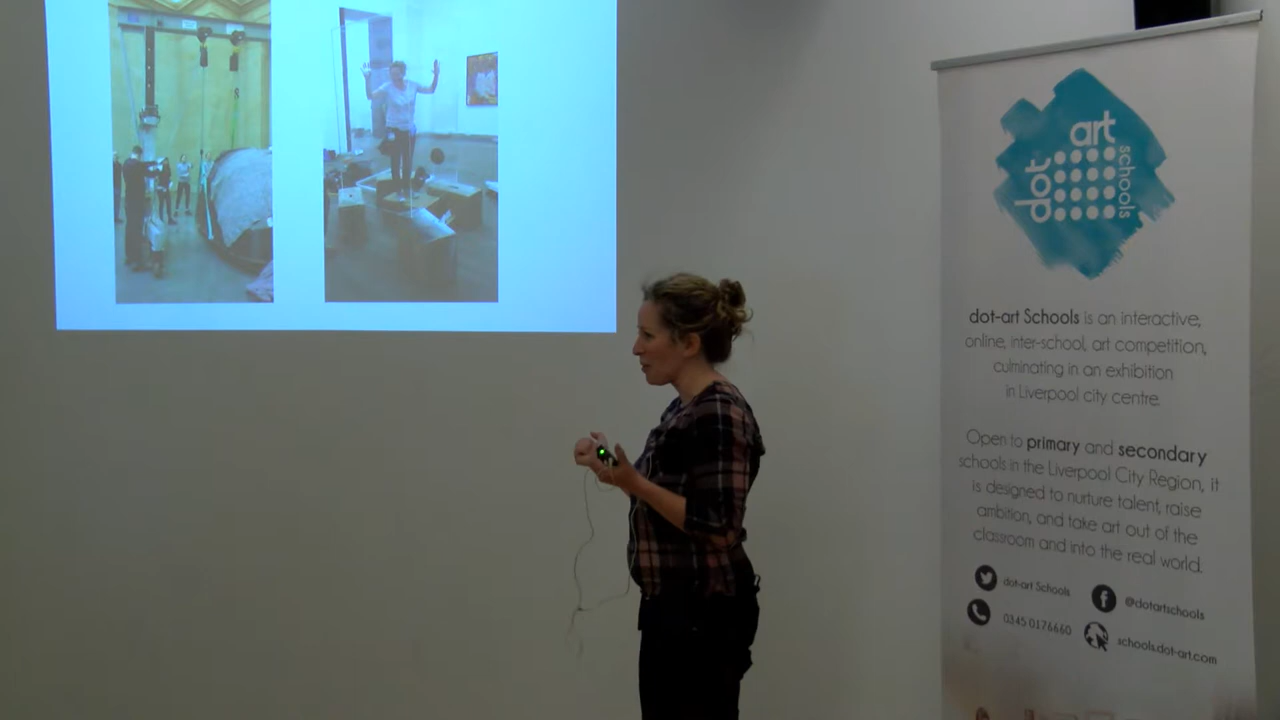 dot
art
schools
dot-art Schools is an interactive,
online, inter-school, art competition,
culminating in an exhibition
in Liverpool city centre.
Open to primary and secondary
schools in the Liverpool City Region, it
is designed to nurture talent, raise
ambition, and take art out of the
classroom and into the real world.
dot-art Schools
@dotartschools
0345 0176660
schools.dot-art.com